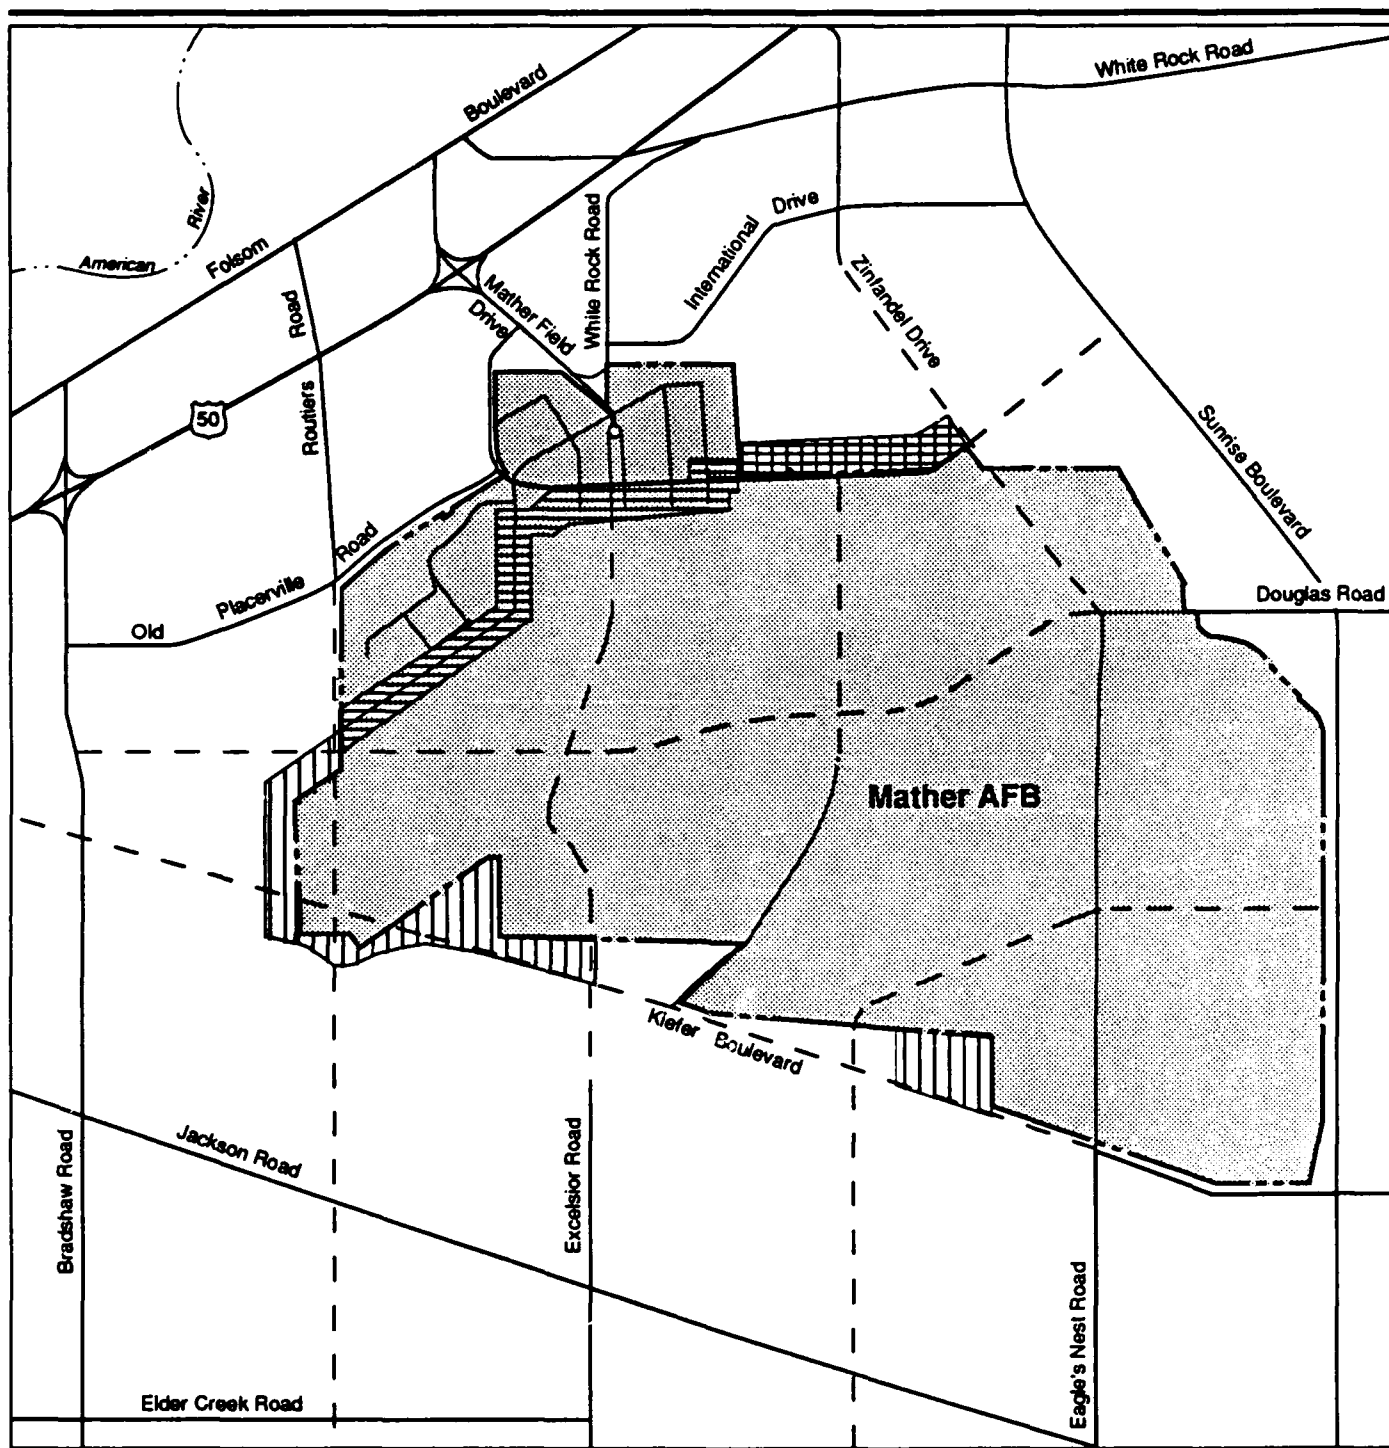 White Rock Road
Boulevard
River
American
Folsom
White Rock Road
Drive
International
Zinfandel Drive
Mather Field
Drive
Road
Routiers
50
Sunrise Boulevard
Road
Placerville
Old
Douglas Road
Mather AFB
Kiefer Boulevard
Jackson Road
Bradshaw Road
Excelsior Road
Eagle's Nest Road
Elder Creek Road